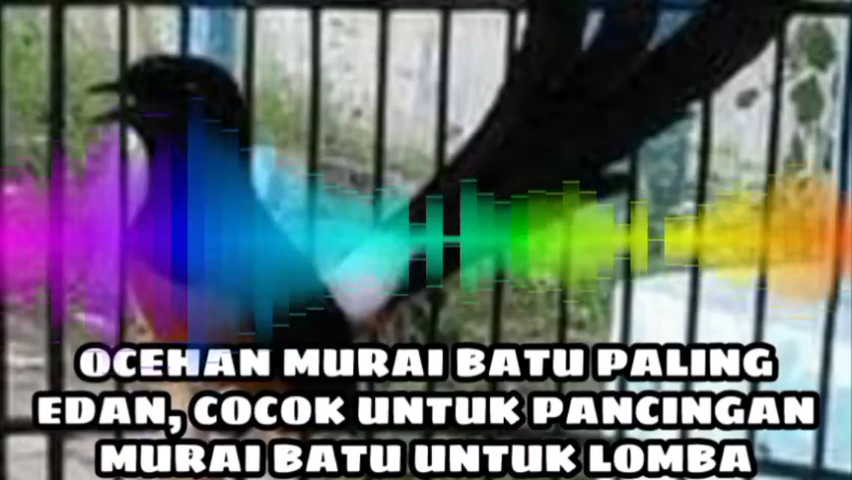 OCEHAN MURAI BATU PALING
EDAN, COCOK UNTUK PANCINGAN
MURAI BATU UNTUK LOMBA